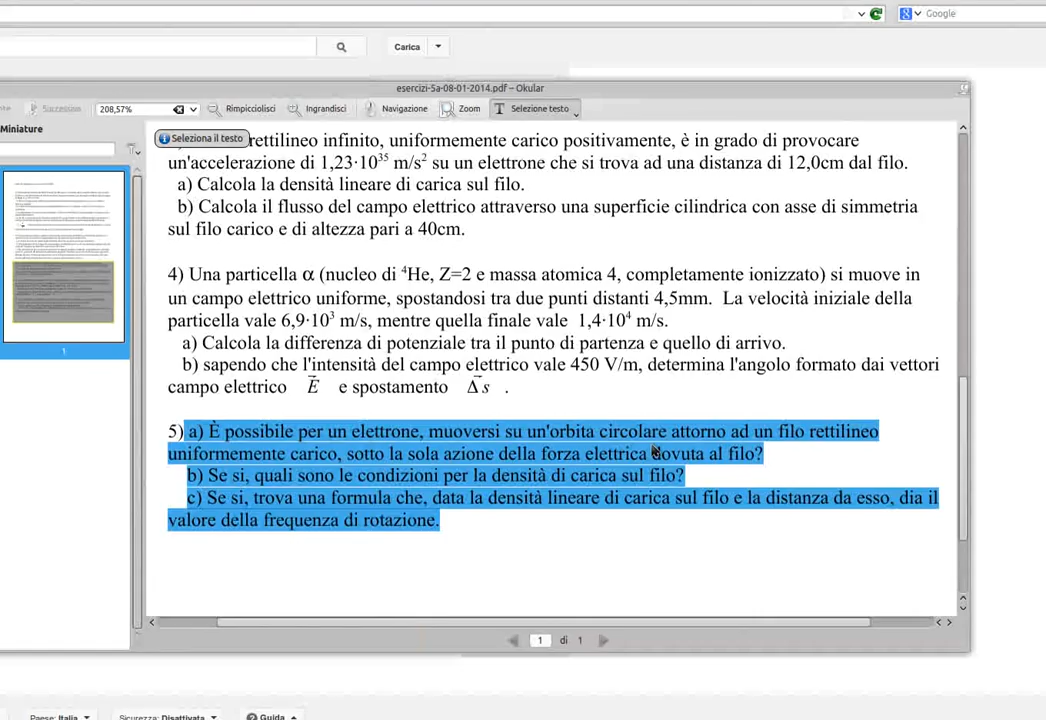 Google
Carica
esercizi-5a-08-01-2014.pdf – Okular
208,57% Rimpicciolisci Ingrandisci Navigazione Zoom Selezione testo
Miniature
Seleziona il testo
rettilineo infinito, uniformemente carico positivamente, è in grado di provocare
un'accelerazione di 1,23·10³⁵ m/s² su un elettrone che si trova ad una distanza di 12,0cm dal filo.
a) Calcola la densità lineare di carica sul filo.
b) Calcola il flusso del campo elettrico attraverso una superficie cilindrica con asse di simmetria
sul filo carico e di altezza pari a 40cm.
4) Una particella α (nucleo di ⁴He, Z=2 e massa atomica 4, completamente ionizzato) si muove in
un campo elettrico uniforme, spostandosi tra due punti distanti 4,5mm. La velocità iniziale della
particella vale 6,9·10³ m/s, mentre quella finale vale 1,4·10⁴ m/s.
a) Calcola la differenza di potenziale tra il punto di partenza e quello di arrivo.
b) sapendo che l'intensità del campo elettrico vale 450 V/m, determina l'angolo formato dai vettori
campo elettrico E⃗ e spostamento Δ⃗s .
5) a) È possibile per un elettrone, muoversi su un'orbita circolare attorno ad un filo rettilineo
uniformemente carico, sotto la sola azione della forza elettrica dovuta al filo?
b) Se si, quali sono le condizioni per la densità di carica sul filo?
c) Se si, trova una formula che, data la densità lineare di carica sul filo e la distanza da esso, dia il
valore della frequenza di rotazione.
1
1 di 1
Paese: Italia Sicurezza: Disattivata Guida